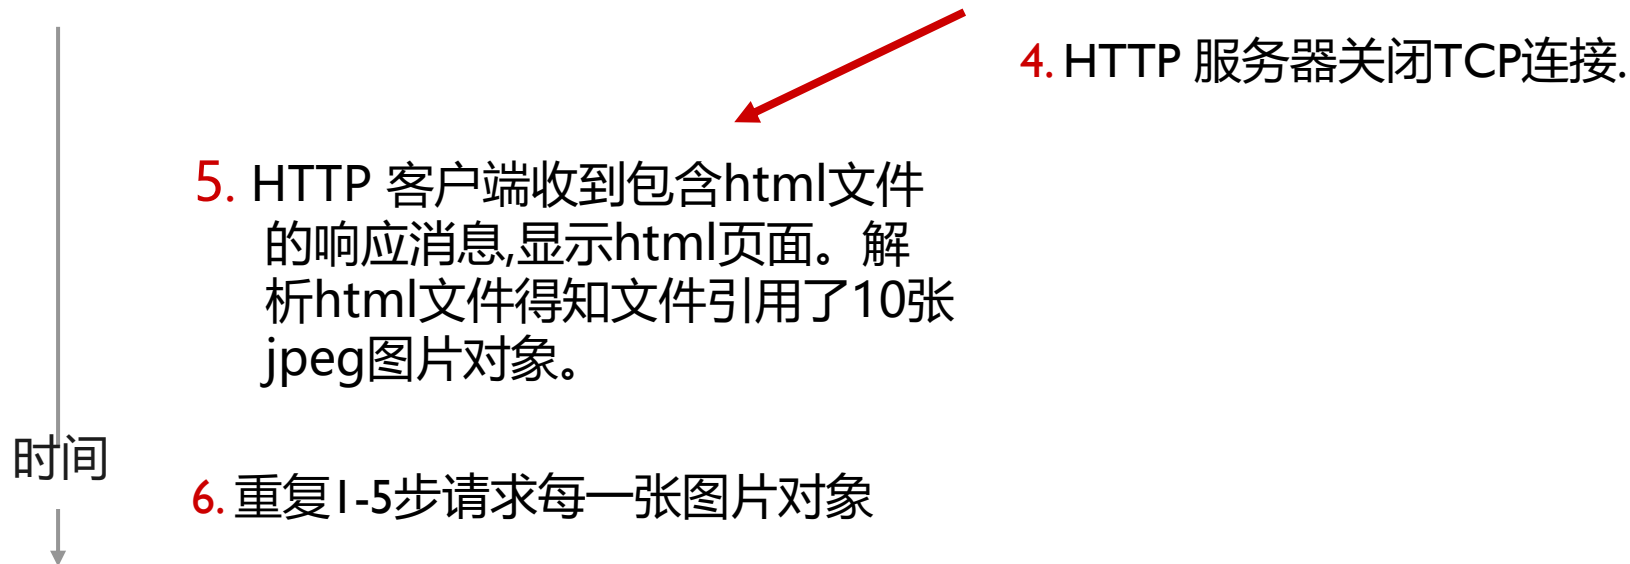 4. HTTP 服务器关闭TCP连接.
5. HTTP 客户端收到包含html文件
的响应消息,显示html页面。解
析html文件得知文件引用了10张
jpeg图片对象。
时间
6. 重复1-5步请求每一张图片对象